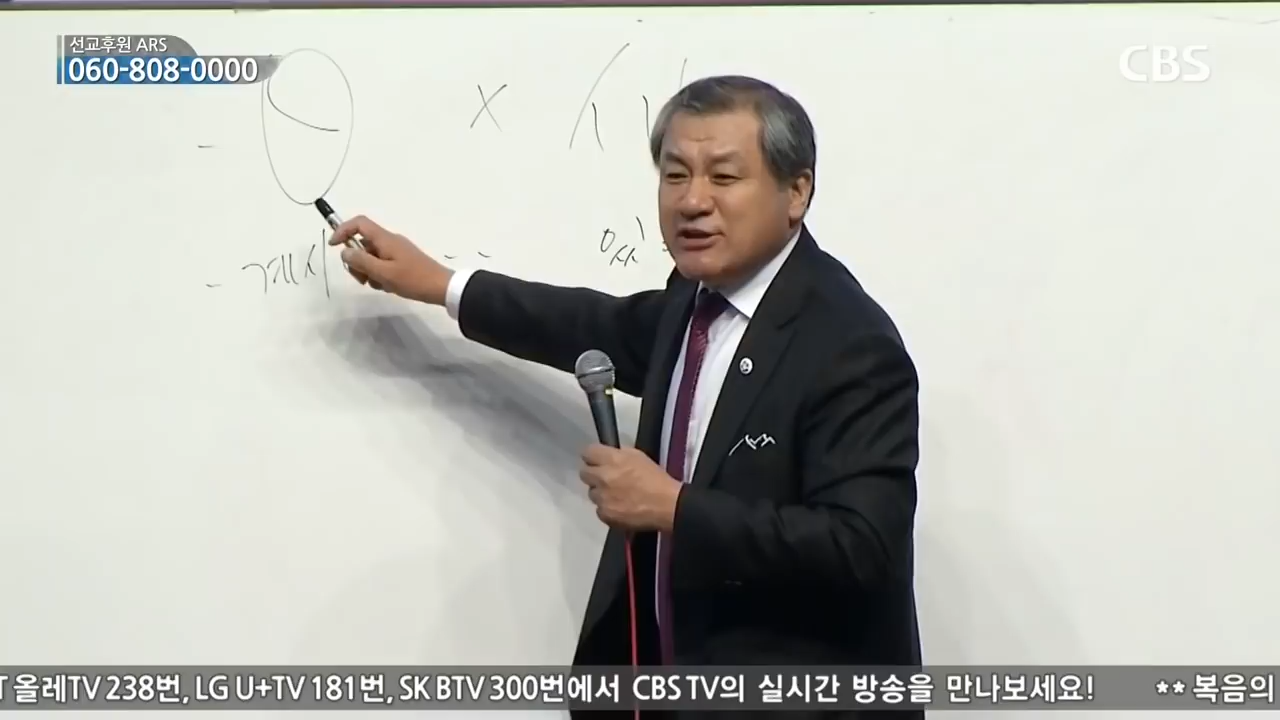 선교후원 ARS
060-808-0000
CBS
X
계시
T 올레TV 238번, LG U+TV 181번, SK BTV 300번에서 CBS TV의 실시간 방송을 만나보세요! ** 복음의